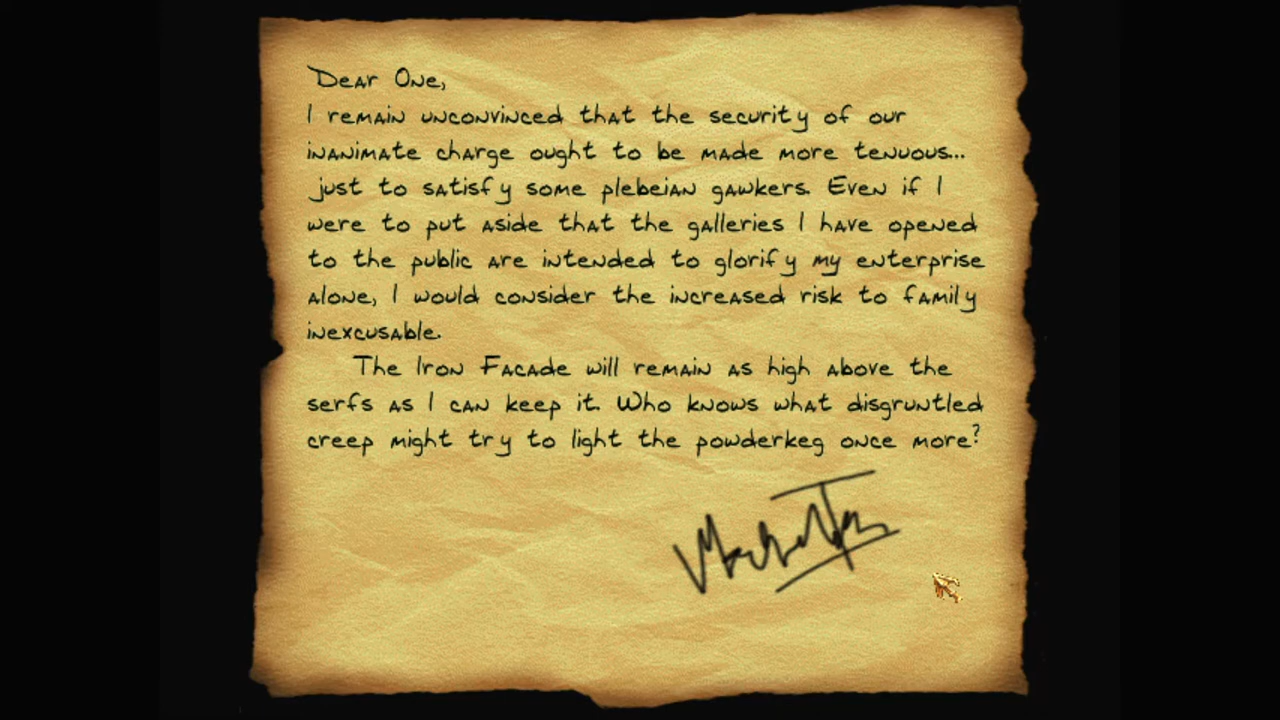 Dear One,
I remain unconvinced that the security of our
inanimate charge ought to be made more tenuous...
just to satisfy some plebeian gawkers. Even if I
were to put aside that the galleries I have opened
to the public are intended to glorify my enterprise
alone, I would consider the increased risk to family
inexcusable.
The Iron Facade will remain as high above the
serfs as I can keep it. Who knows what disgruntled
creep might try to light the powderkeg once more?